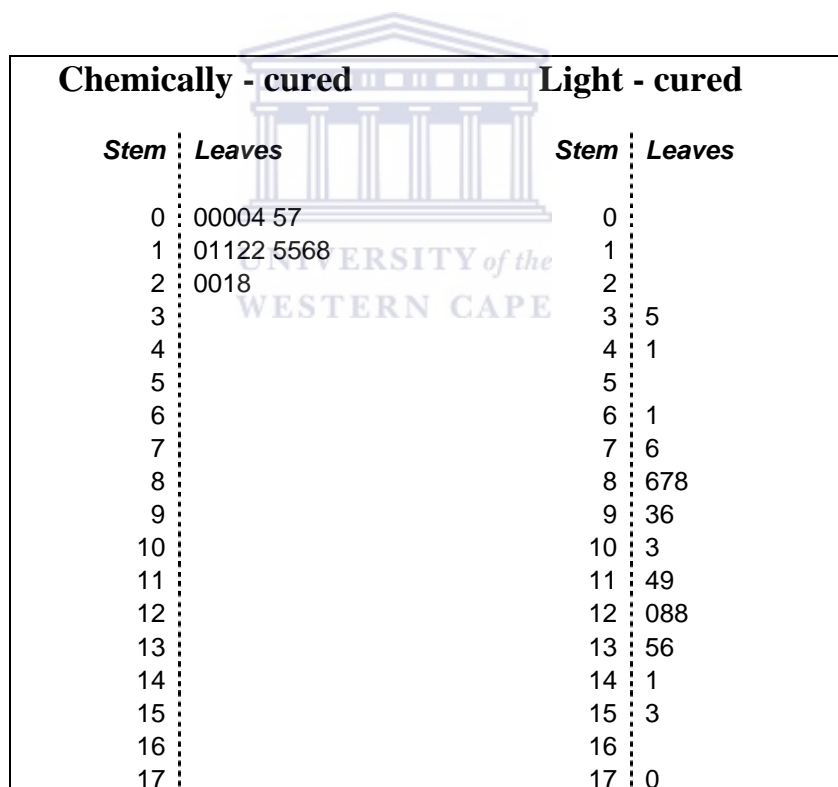 Chemically - cured Light - cured
Stem Leaves Stem Leaves
0 00004 57 0
1 01122 5568 1
UNIVERSITY of the
2 0018 2
WESTERN CAPE
3 3 5
4 4 1
5 5
6 6 1
7 7 6
8 8 678
9 9 36
10 10 3
11 11 49
12 12 088
13 13 56
14 14 1
15 15 3
16 16
17 17 0